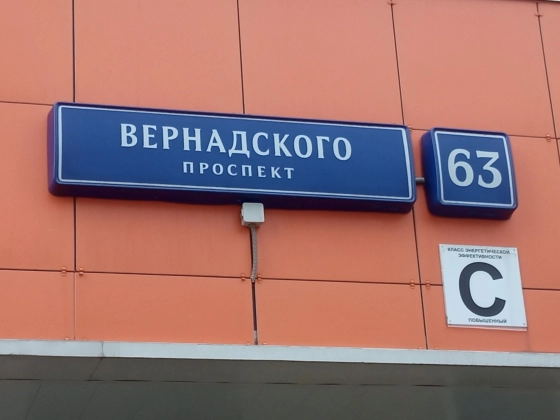 ВЕРНАДСКОГО
ПРОСПЕКТ
63
КЛАСС ЭНЕРГЕТИЧЕСКОЙ
ЭФФЕКТИВНОСТИ
С
ПОВЫШЕННЫЙ